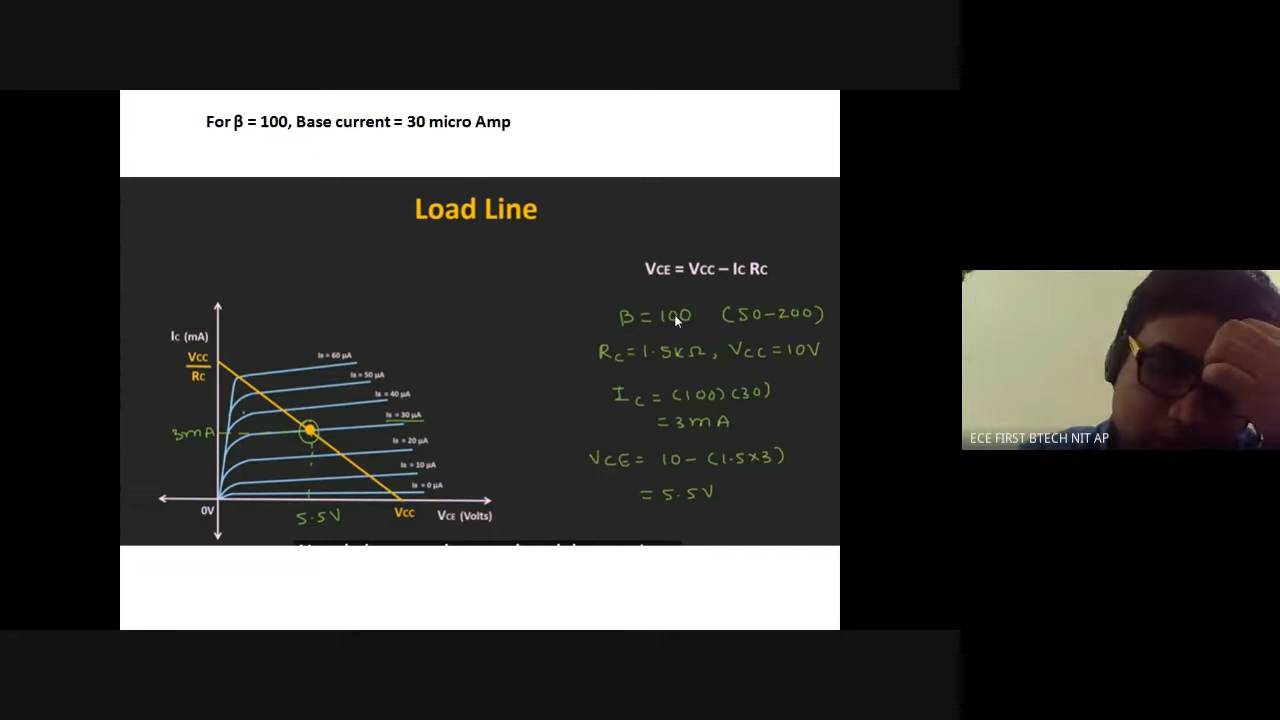 For β = 100, Base current = 30 micro Amp
Load Line
VCE = VCC – IC RC
β = 100 (50-200)
RC = 1.5KΩ, VCC = 10V
IC = (100)(30)
= 3mA
VCE = 10 - (1.5×3)
= 5.5V
IC (mA)
VCC
RC
IB = 60 μA
IB = 50 μA
IB = 40 μA
IB = 30 μA
3mA
IB = 20 μA
IB = 10 μA
IB = 0 μA
0V
5.5V
VCC
VCE (Volts)
ECE FIRST BTECH NIT AP